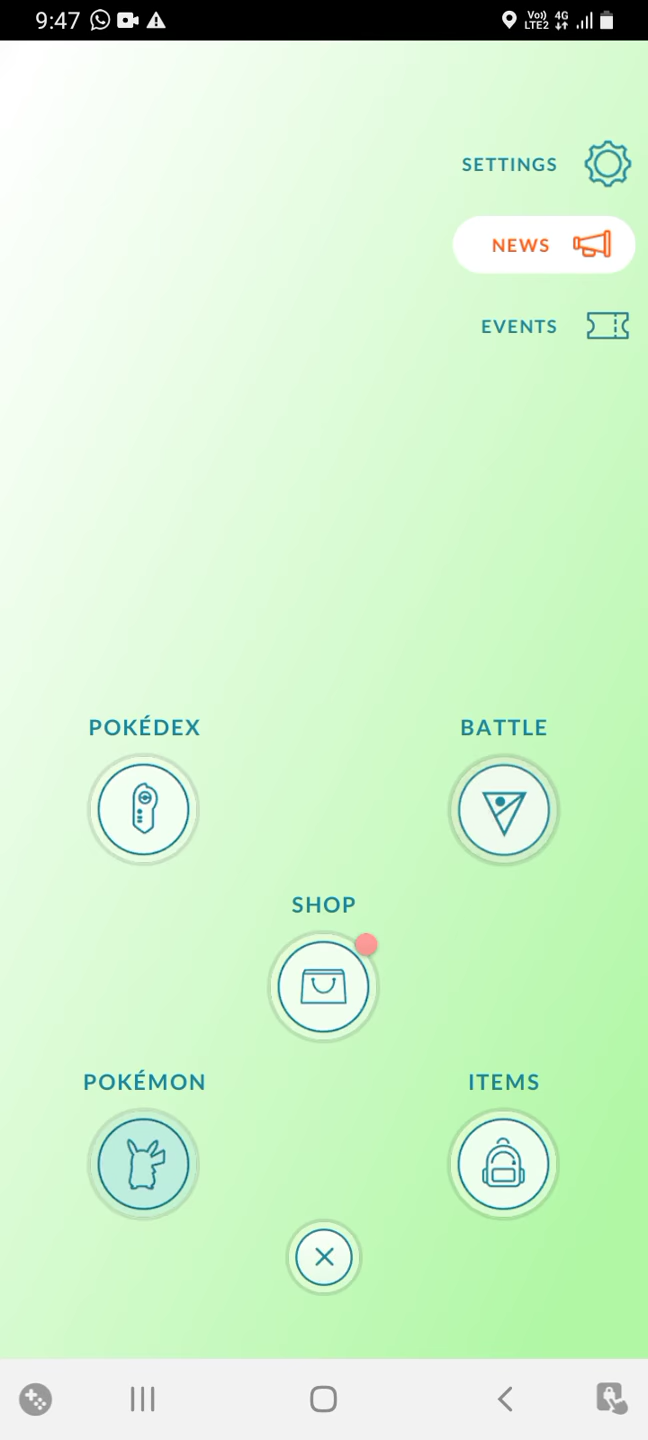 9:47
Vo)) 4G
LTE2
SETTINGS
NEWS
EVENTS
POKÉDEX
BATTLE
SHOP
POKÉMON
ITEMS